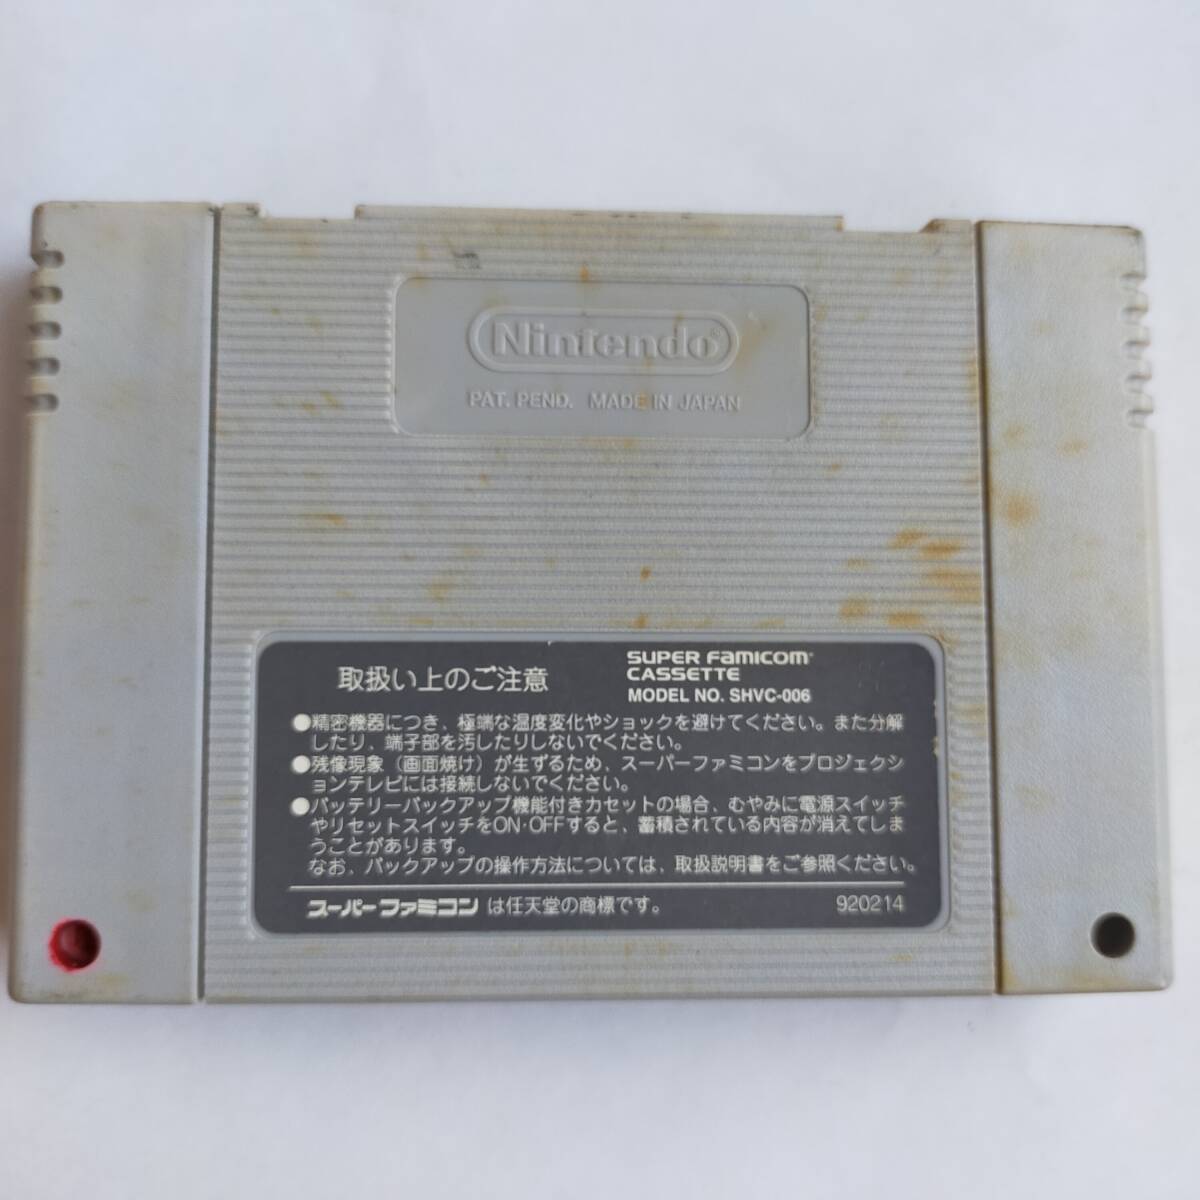 Nintendo®
PAT. PEND. MADE IN JAPAN
取扱い上のご注意
SUPER FAMICOM
CASSETTE
MODEL NO. SHVC-006
●精密機器につき、極端な温度変化やショックを避けてください。また分解
したり、端子部を汚したりしないでください。
●残像現象（画面焼け）が生ずるため、スーパーファミコンをプロジェクシ
ョンテレビには接続しないでください。
●バッテリーバックアップ機能付きカセットの場合、むやみに電源スイッチ
やリセットスイッチをON·OFFすると、蓄積されている内容が消えてしま
うことがあります。
なお、バックアップの操作方法については、取扱説明書をご参照ください。
スーパーファミコン は任天堂の商標です。
920214